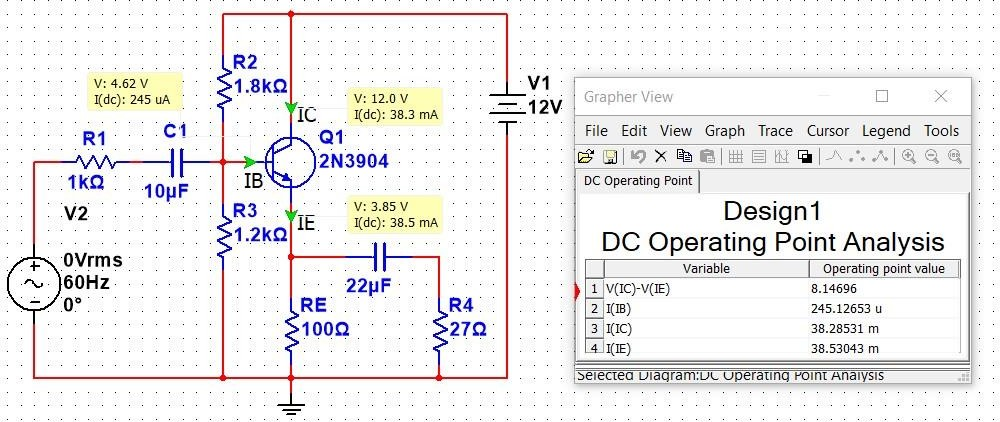 R2
1.8kΩ
V: 4.62 V
I(dc): 245 uA
IC
V: 12.0 V
I(dc): 38.3 mA
V1
12V
R1
1kΩ
C1
10µF
Q1
2N3904
IB
V2
0Vrms
60Hz
0°
R3
1.2kΩ
V: 3.85 V
I(dc): 38.5 mA
IE
22µF
RE
100Ω
R4
27Ω
Grapher View
File Edit View Graph Trace Cursor Legend Tools
DC Operating Point
Design1
DC Operating Point Analysis
Variable Operating point value
1 V(IC)-V(IE) 8.14696
2 I(IB) 245.12653 u
3 I(IC) 38.28531 m
4 I(IE) 38.53043 m
Selected Diagram:DC Operating Point Analysis